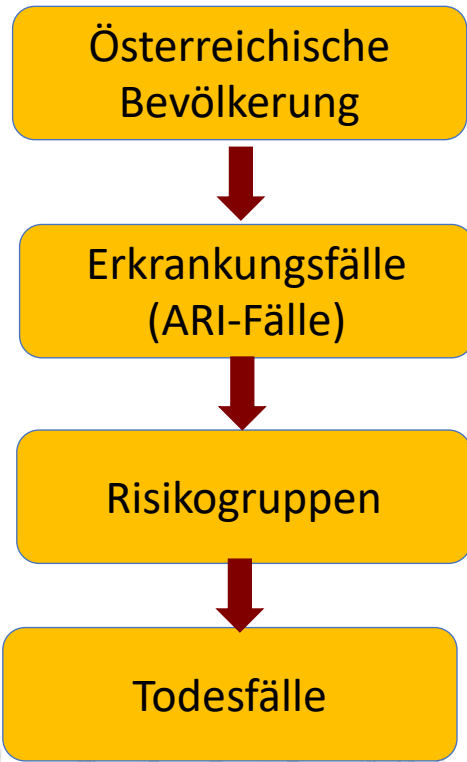 Österreichische
Bevölkerung
Erkrankungsfälle
(ARI-Fälle)
Risikogruppen
Todesfälle